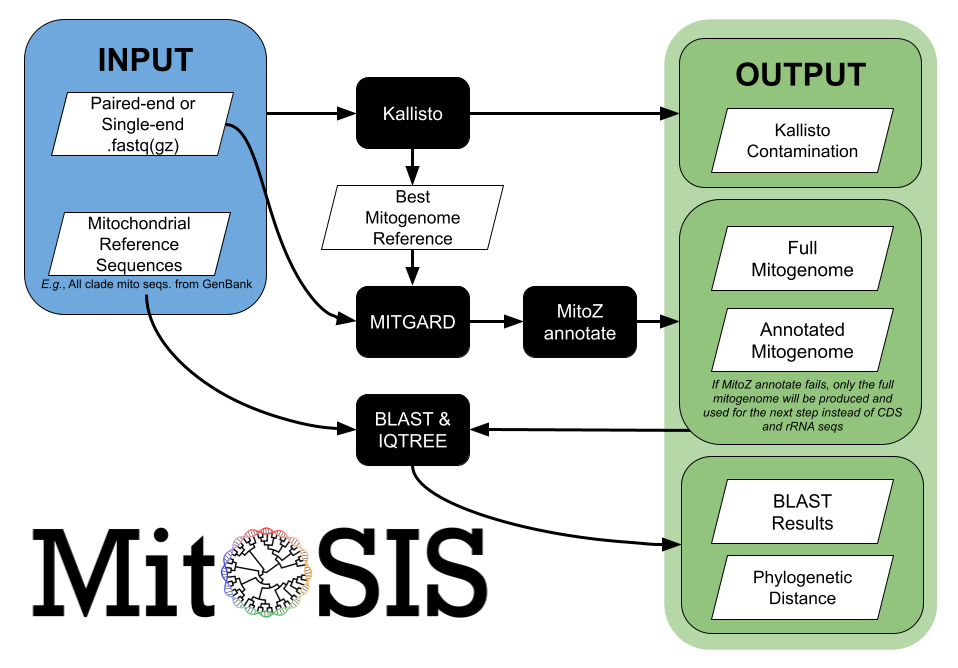 INPUT
Paired-end or
Single-end
.fastq(gz)
Mitochondrial
Reference
Sequences
E.g., All clade mito seqs. from GenBank
Kallisto
Best
Mitogenome
Reference
MITGARD
MitoZ
annotate
BLAST &
IQTREE
OUTPUT
Kallisto
Contamination
Full
Mitogenome
Annotated
Mitogenome
If MitoZ annotate fails, only the full
mitogenome will be produced and
used for the next step instead of CDS
and rRNA seqs
BLAST
Results
Phylogenetic
Distance
MitOSIS